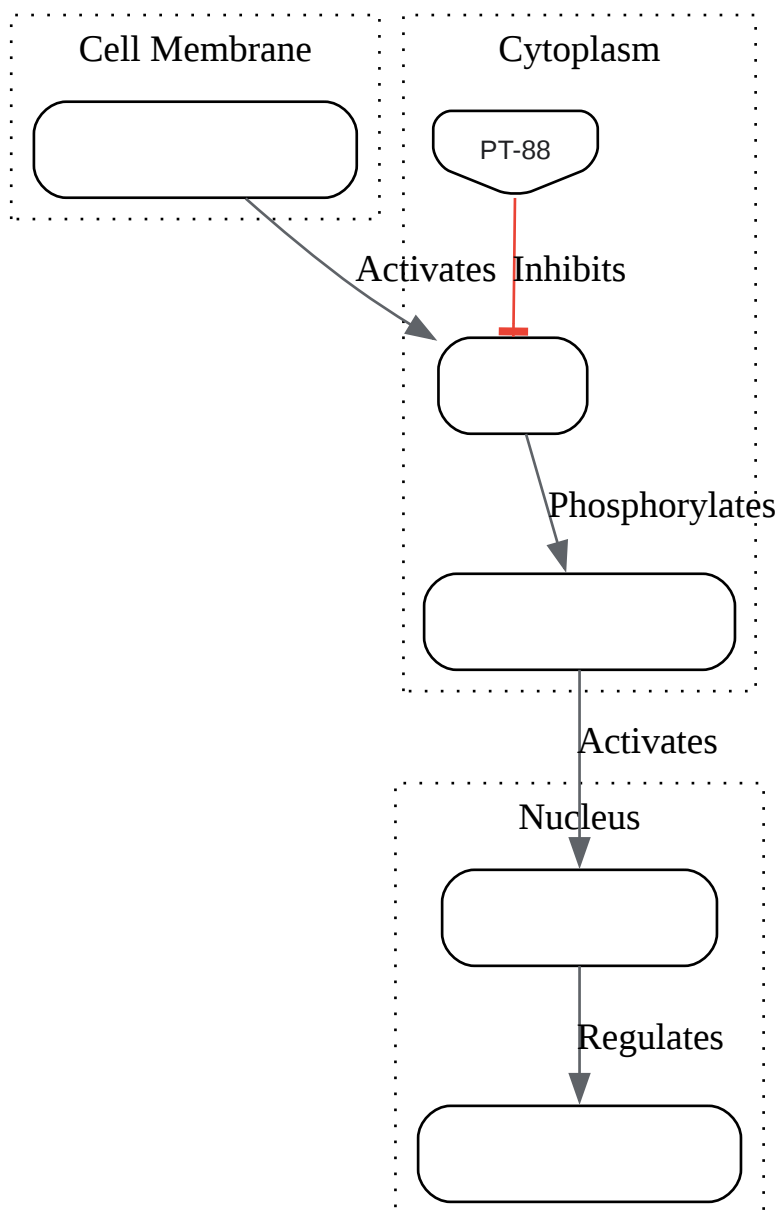 Cell Membrane
Cytoplasm
PT-88
Activates
Inhibits
Phosphorylates
Activates
Nucleus
Regulates